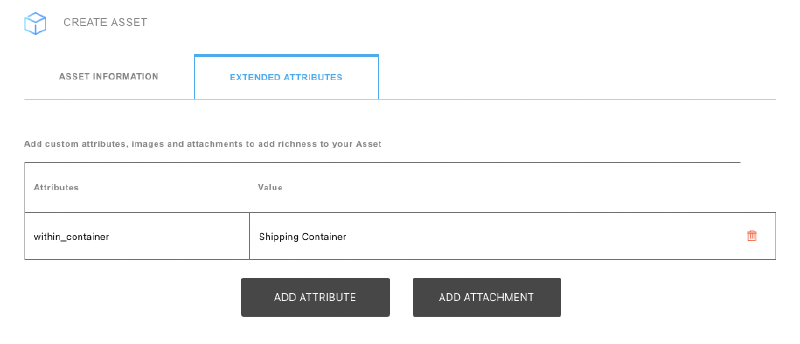 CREATE ASSET
ASSET INFORMATION EXTENDED ATTRIBUTES
Add custom attributes, images and attachments to add richness to your Asset
Attributes Value
within_container Shipping Container
ADD ATTRIBUTE ADD ATTACHMENT